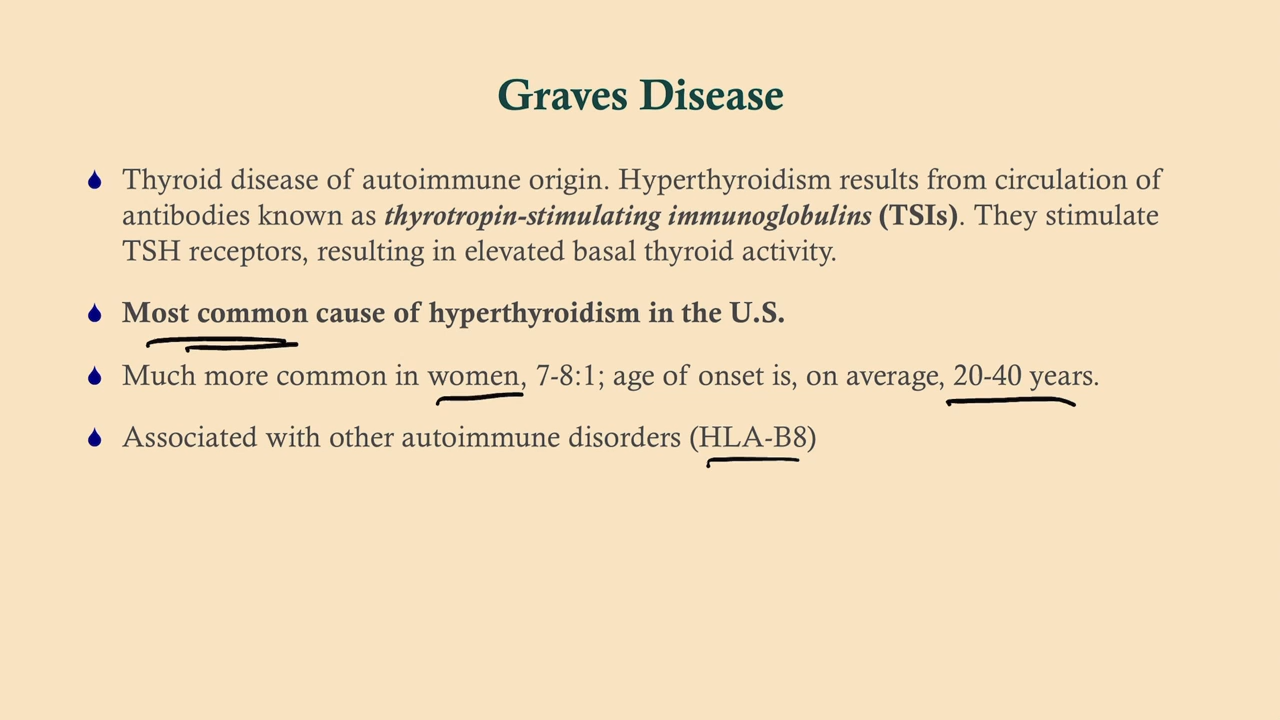 Graves Disease
Thyroid disease of autoimmune origin. Hyperthyroidism results from circulation of
antibodies known as thyrotropin-stimulating immunoglobulins (TSIs). They stimulate
TSH receptors, resulting in elevated basal thyroid activity.
Most common cause of hyperthyroidism in the U.S.
Much more common in women, 7-8:1; age of onset is, on average, 20-40 years.
Associated with other autoimmune disorders (HLA-B8)